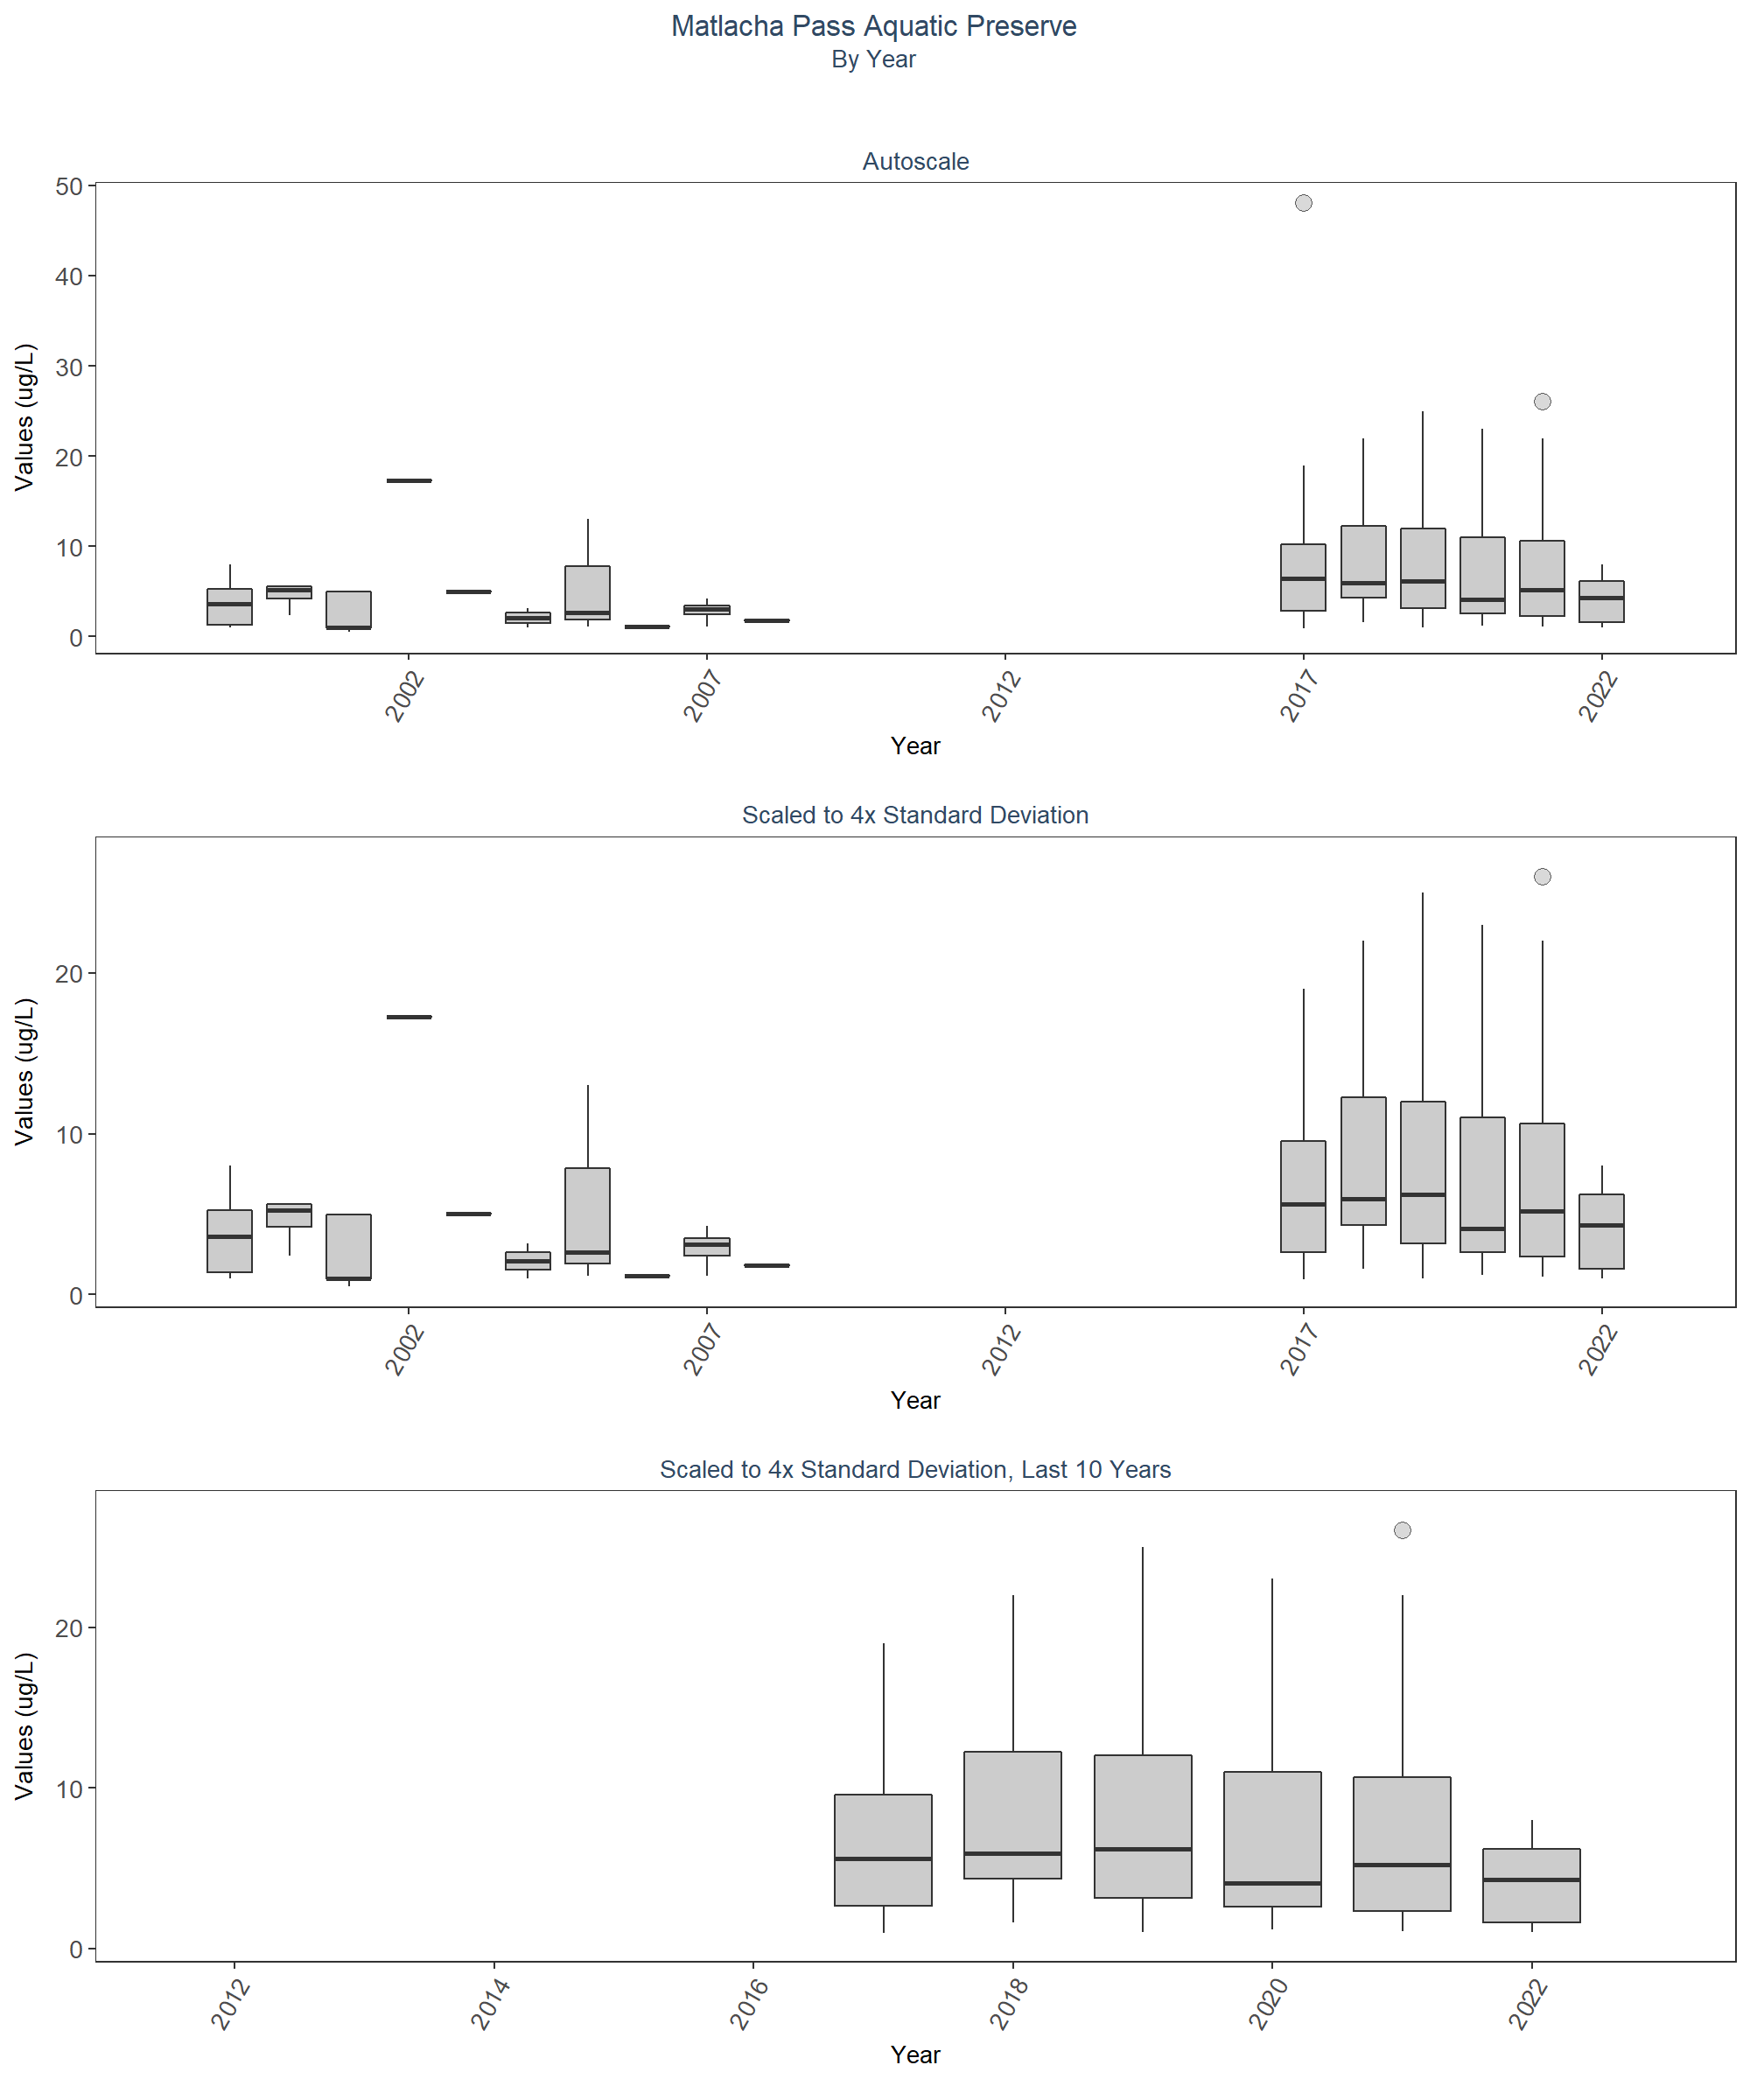 Matlacha Pass Aquatic Preserve
By Year
Autoscale
Values (ug/L)
50
40
30
20
10
0
2002 2007 2012 2017 2022
Year
Scaled to 4x Standard Deviation
Values (ug/L)
20
10
0
2002 2007 2012 2017 2022
Year
Scaled to 4x Standard Deviation, Last 10 Years
Values (ug/L)
20
10
0
2012 2014 2016 2018 2020 2022
Year